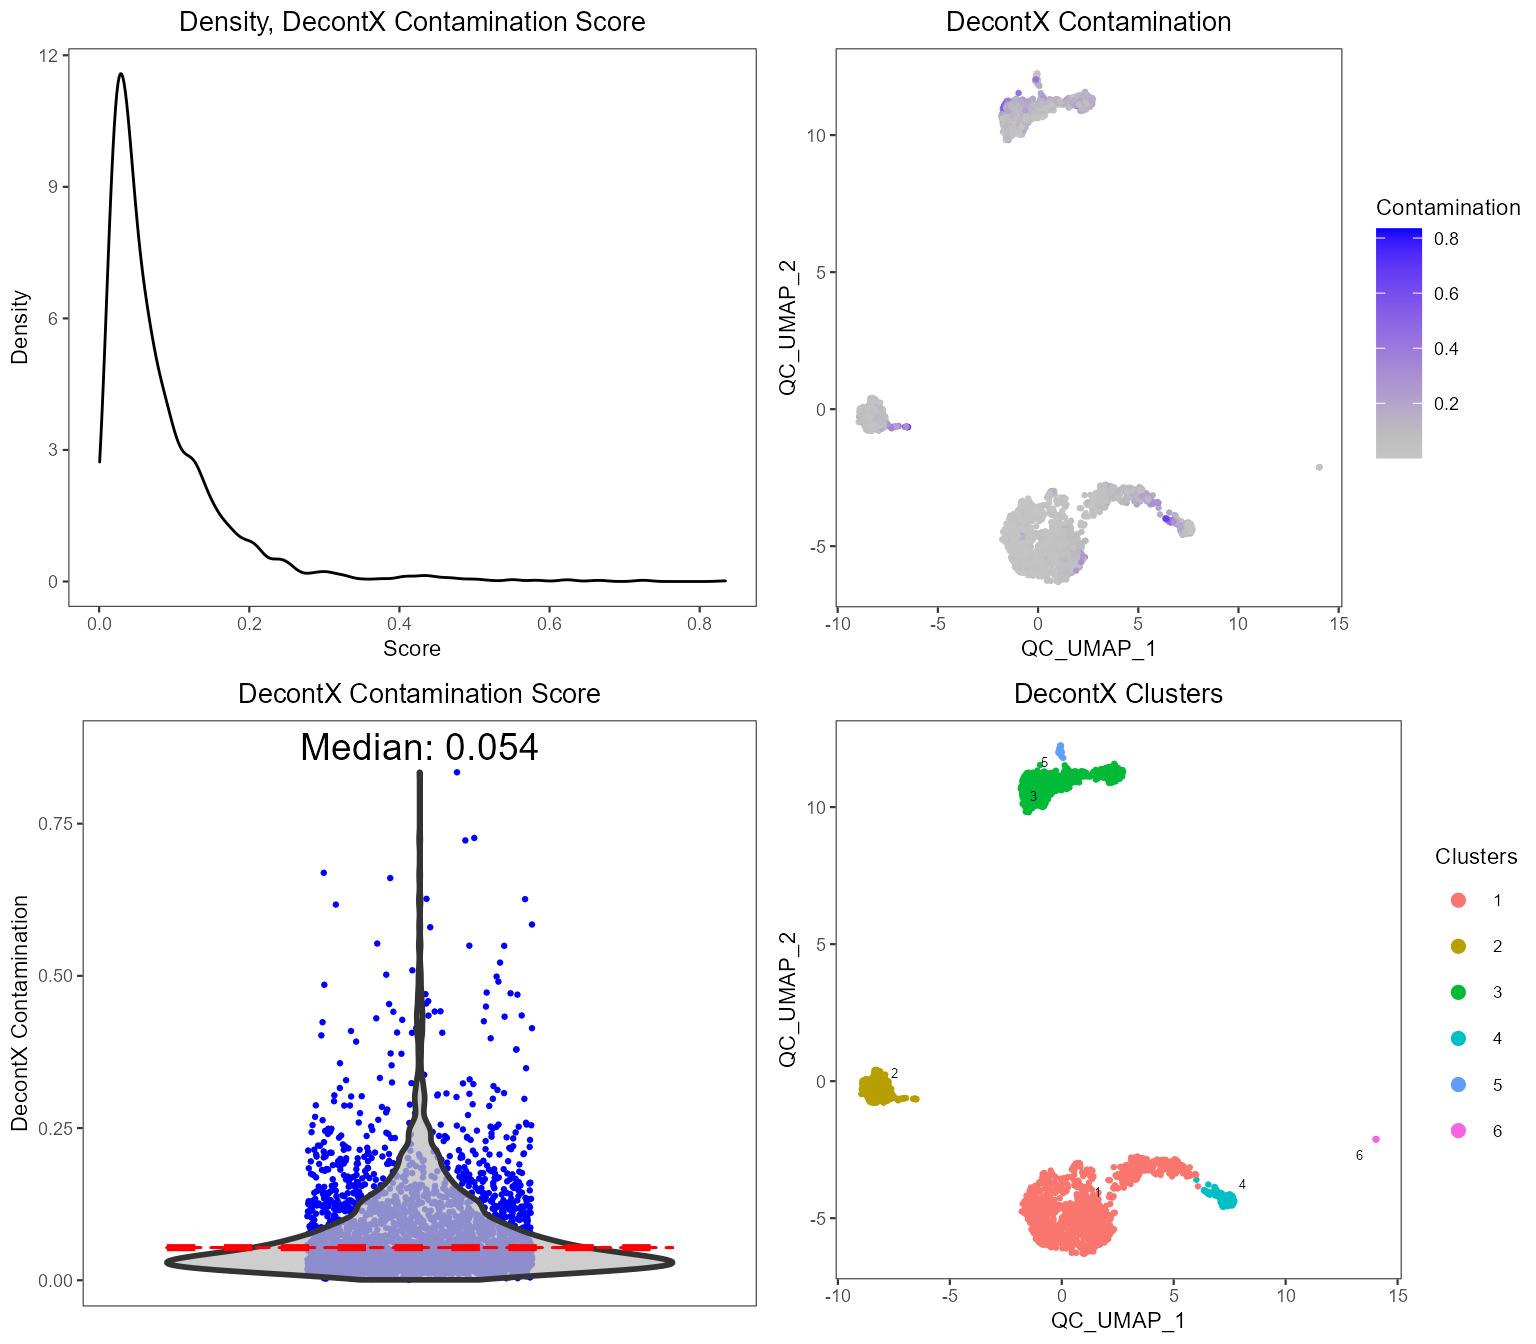 Density, DecontX Contamination Score
12
9
6
3
0
Density
0.0 0.2 0.4 0.6 0.8
Score
DecontX Contamination
10
5
0
-5
QC_UMAP_2
-10 -5 0 5 10 15
QC_UMAP_1
Contamination
0.8
0.6
0.4
0.2
DecontX Contamination Score
Median: 0.054
0.75
0.50
0.25
0.00
DecontX Contamination
DecontX Clusters
10
5
0
-5
QC_UMAP_2
5
3
2
6
4
1
-10 -5 0 5 10 15
QC_UMAP_1
Clusters
1
2
3
4
5
6